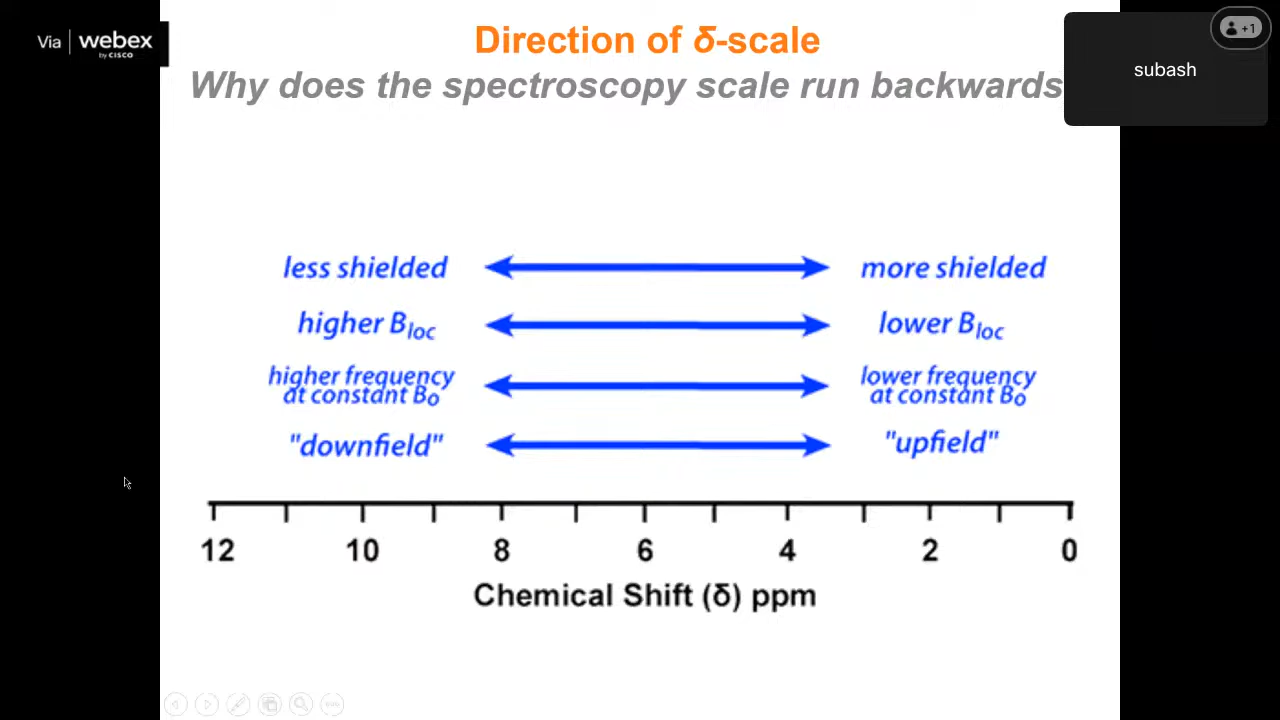 Via | webex
by CISCO
+1
subash
Direction of δ-scale
Why does the spectroscopy scale run backwards
less shielded
more shielded
higher Bloc
lower Bloc
higher frequency
at constant Bo
lower frequency
at constant Bo
"downfield"
"upfield"
12 10 8 6 4 2 0
Chemical Shift (δ) ppm